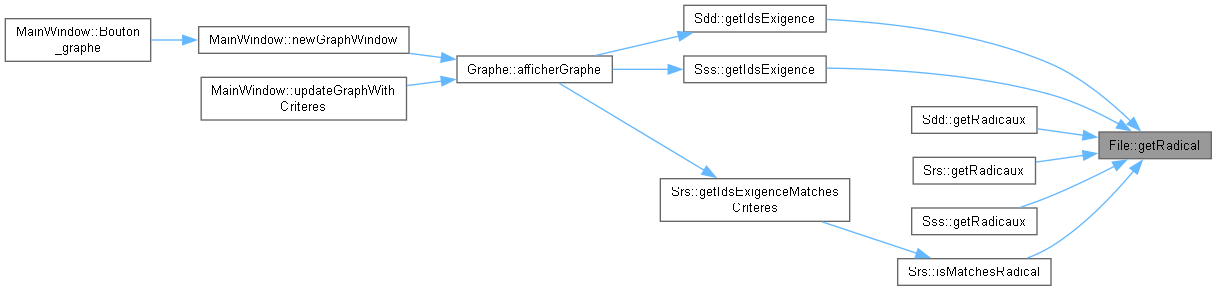 MainWindow::Bouton
_graphe
MainWindow::newGraphWindow
MainWindow::updateGraphWith
Criteres
Graphe::afficherGraphe
Sdd::getIdsExigence
Sss::getIdsExigence
Srs::getIdsExigenceMatches
Criteres
Sdd::getRadicaux
Srs::getRadicaux
Sss::getRadicaux
Srs::isMatchesRadical
File::getRadical